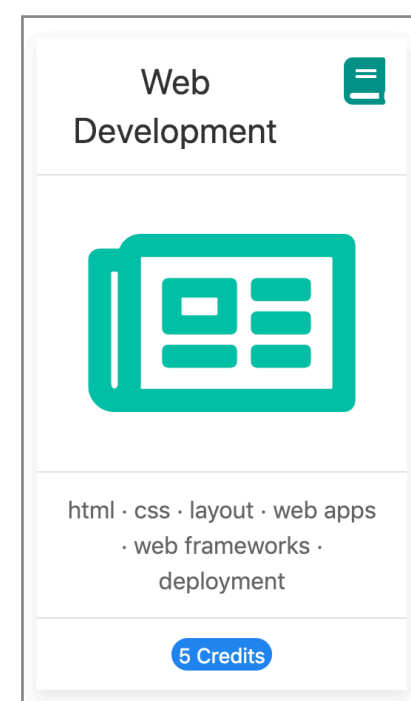 Web
Development
html · css · layout · web apps
· web frameworks ·
deployment
5 Credits